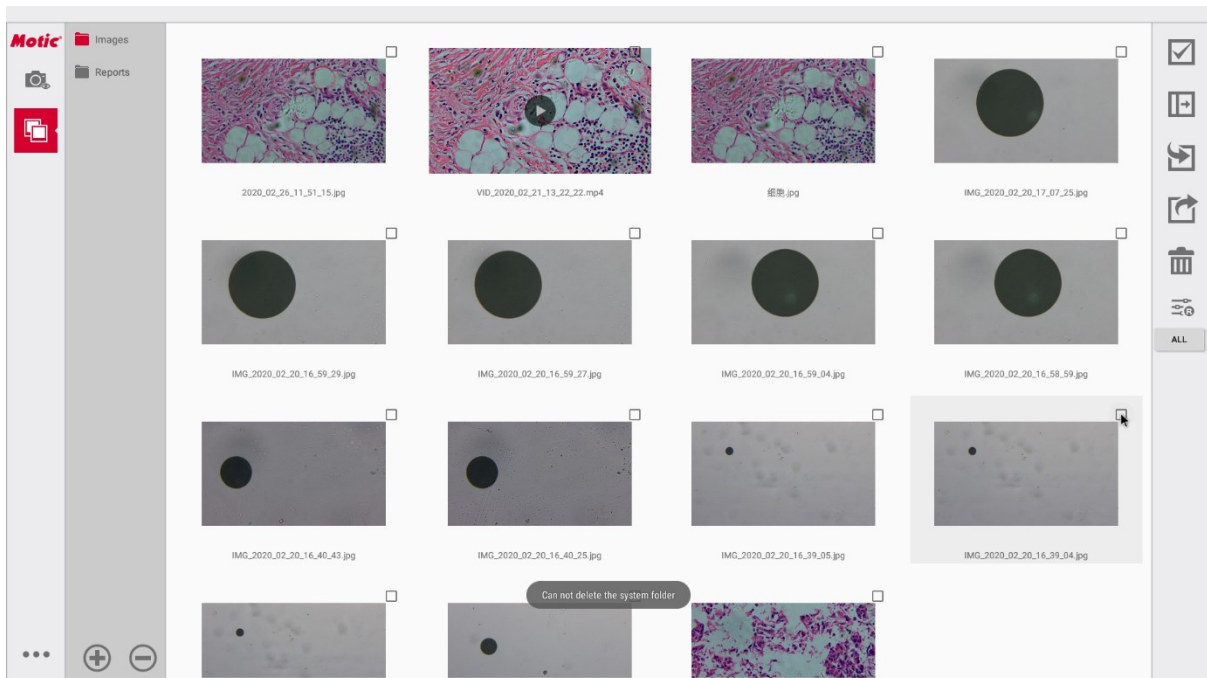 Motic
Images
Reports
2020_02_26_11_51_15.jpg
VID_2020_02_21_13_22_22.mp4
细胞.jpg
IMG_2020_02_20_17_07_25.jpg
ALL
IMG_2020_02_20_16_59_29.jpg
IMG_2020_02_20_16_59_27.jpg
IMG_2020_02_20_16_59_04.jpg
IMG_2020_02_20_16_58_59.jpg
IMG_2020_02_20_16_40_43.jpg
IMG_2020_02_20_16_40_25.jpg
IMG_2020_02_20_16_39_05.jpg
IMG_2020_02_20_16_39_04.jpg
Can not delete the system folder